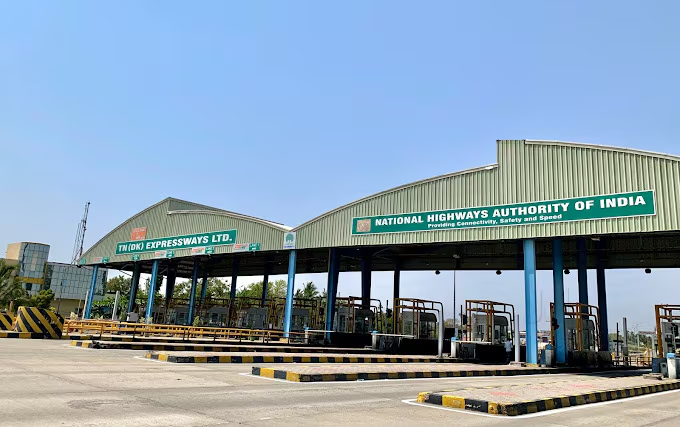 TN (DK) EXPRESSWAYS LTD.
NATIONAL HIGHWAYS AUTHORITY OF INDIA
Providing Connectivity, Safety and Speed